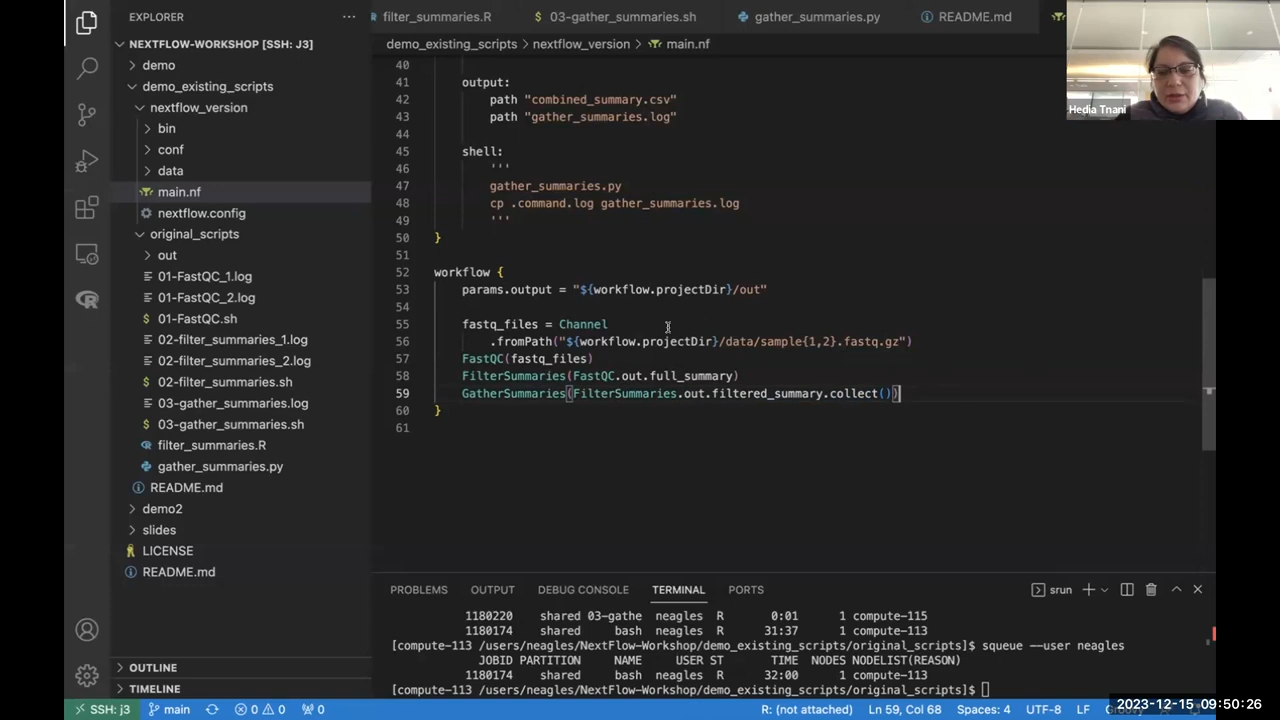 EXPLORER
NEXTFLOW-WORKSHOP [SSH: J3]
demo
demo_existing_scripts
nextflow_version
bin
conf
data
main.nf
nextflow.config
original_scripts
out
01-FastQC_1.log
01-FastQC_2.log
01-FastQC.sh
02-filter_summaries_1.log
02-filter_summaries_2.log
02-filter_summaries.sh
03-gather_summaries.log
03-gather_summaries.sh
filter_summaries.R
gather_summaries.py
README.md
demo2
slides
LICENSE
README.md
OUTLINE
TIMELINE
filter_summaries.R 03-gather_summaries.sh gather_summaries.py README.md
demo_existing_scripts > nextflow_version > main.nf
40
41 output:
42 path "combined_summary.csv"
43 path "gather_summaries.log"
44
45 shell:
46 '''
47 gather_summaries.py
48 cp .command.log gather_summaries.log
49 '''
50 }
51
52 workflow {
53 params.output = "${workflow.projectDir}/out"
54
55 fastq_files = Channel
56 .fromPath("${workflow.projectDir}/data/sample{1,2}.fastq.gz")
57 FastQC(fastq_files)
58 FilterSummaries(FastQC.out.full_summary)
59 GatherSummaries(FilterSummaries.out.filtered_summary.collect())
60 }
61
Hedia Tnani
PROBLEMS OUTPUT DEBUG CONSOLE TERMINAL PORTS
srun
1180220 shared 03-gathe neagles R 0:01 1 compute-115
1180174 shared bash neagles R 31:37 1 compute-113
[compute-113 /users/neagles/NextFlow-Workshop/demo_existing_scripts/original_scripts]$ squeue --user neagles
JOBID PARTITION NAME USER ST TIME NODES NODELIST(REASON)
1180174 shared bash neagles R 32:00 1 compute-113
[compute-113 /users/neagles/NextFlow-Workshop/demo_existing_scripts/original_scripts]$
SSH: j3 main 0 0 0 R: (not attached) Ln 59, Col 68 Spaces: 4 UTF-8 LF
2023-12-15 09:50:26